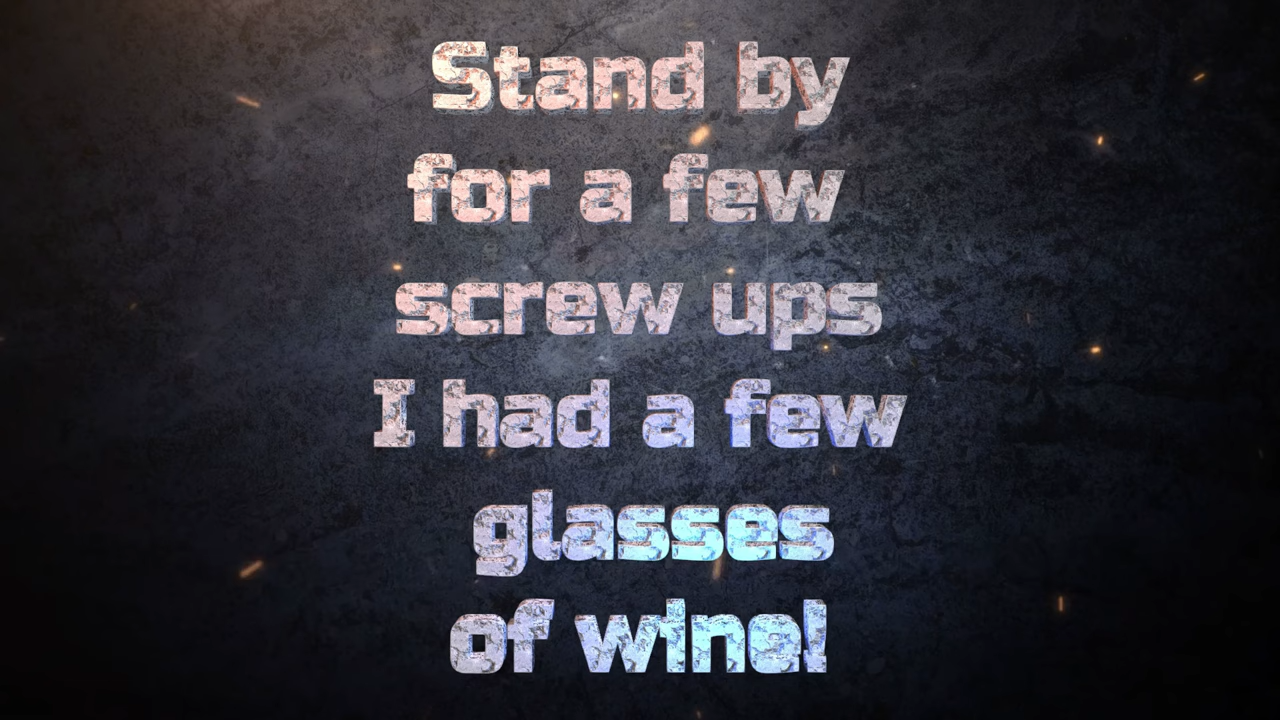 Stand by
for a few
screw ups
I had a few
glasses
of wine!